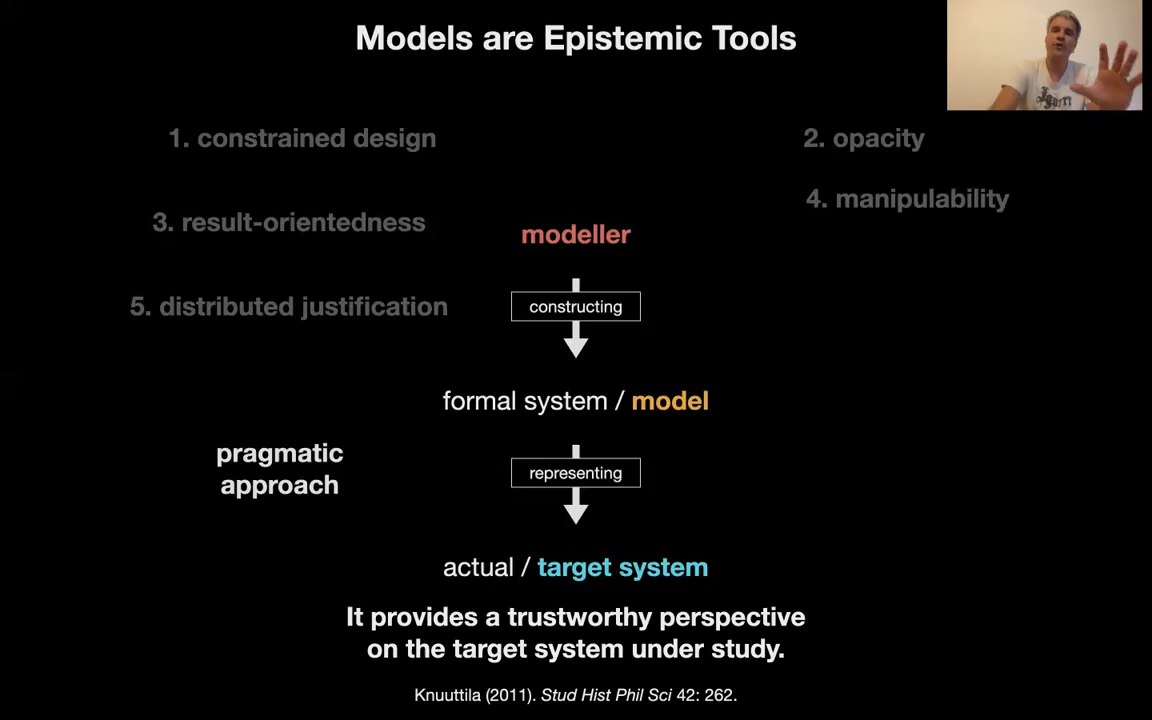 Models are Epistemic Tools
1. constrained design
2. opacity
4. manipulability
3. result-orientedness
modeller
5. distributed justification
constructing
formal system / model
pragmatic
approach
representing
actual / target system
It provides a trustworthy perspective
on the target system under study.
Knuuttila (2011). Stud Hist Phil Sci 42: 262.